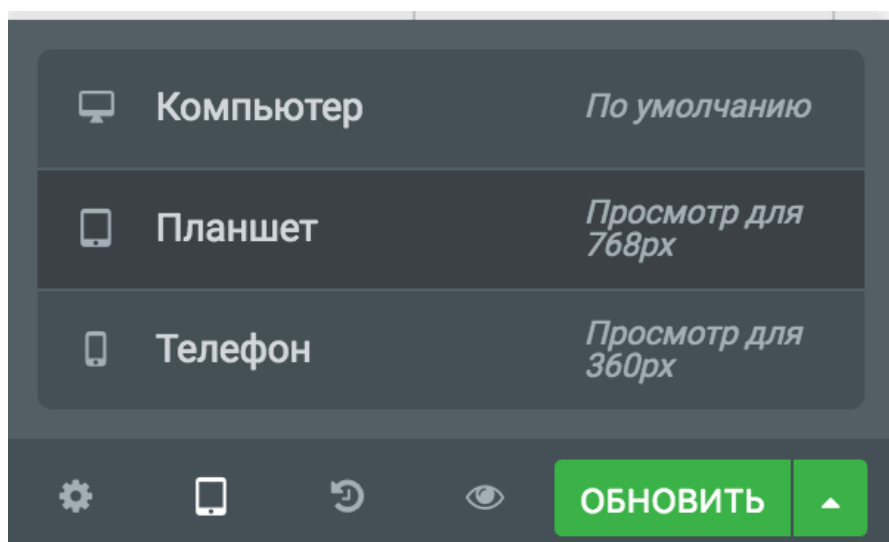 Компьютер
По умолчанию
Планшет
Просмотр для
768px
Телефон
Просмотр для
360px
ОБНОВИТЬ